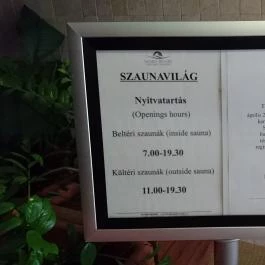 SZAUNAVILÁG
Nyitvatartás
(Openings hours)
Beltéri szaunák (inside sauna)
7.00-19.30
Kültéri szaunák (outside sauna)
11.00-19.30